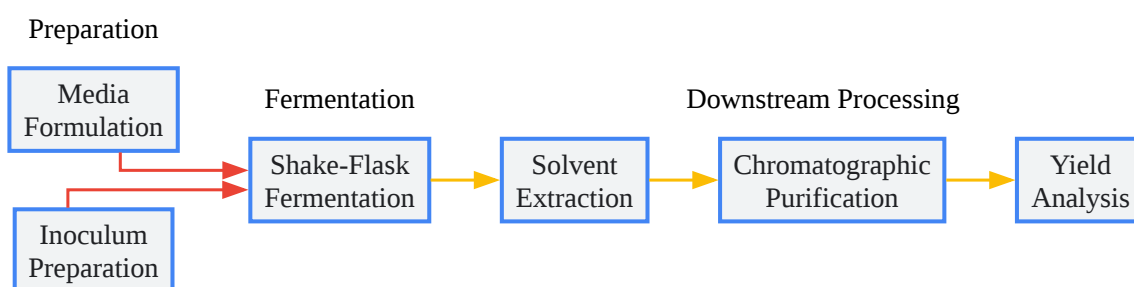 Preparation
Media
Formulation
Inoculum
Preparation
Fermentation
Shake-Flask
Fermentation
Downstream Processing
Solvent
Extraction
Chromatographic
Purification
Yield
Analysis